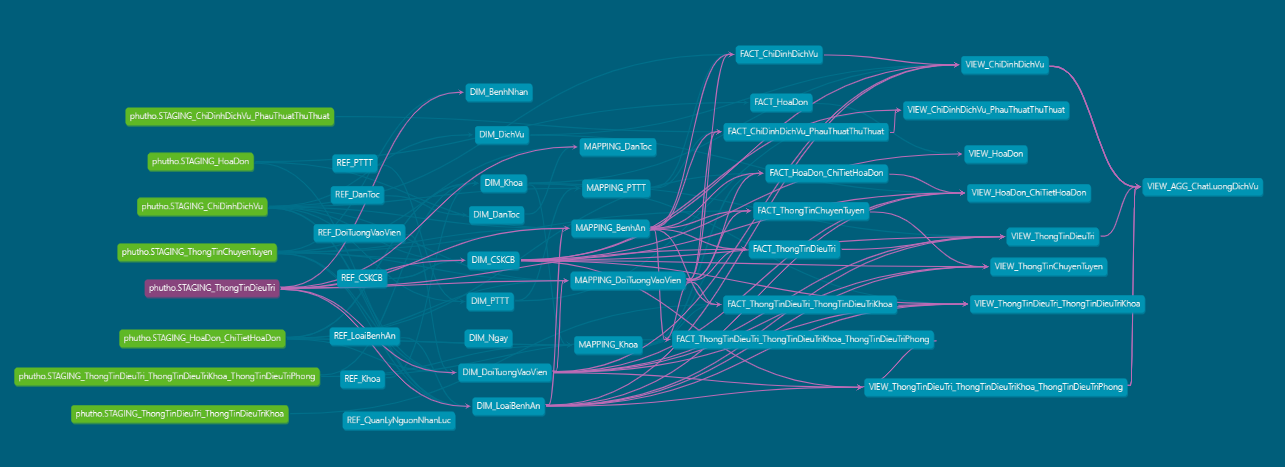 phutho.STAGING_ChiDinhDichVu_PhauThuatThuThuat
phutho.STAGING_HoaDon
phutho.STAGING_ChiDinhDichVu
phutho.STAGING_ThongTinChuyenTuyen
phutho.STAGING_ThongTinDieuTri
phutho.STAGING_HoaDon_ChiTietHoaDon
phutho.STAGING_ThongTinDieuTri_ThongTinDieuTriKhoa_ThongTinDieuTriPhong
phutho.STAGING_ThongTinDieuTri_ThongTinDieuTriKhoa
REF_PTTT
REF_DanToc
REF_DoiTuongVaoVien
REF_CSKCB
REF_LoaiBenhAn
REF_Khoa
REF_QuanLyNguonNhanLuc
DIM_BenhNhan
DIM_DichVu
DIM_Khoa
DIM_DanToc
DIM_CSKCB
DIM_PTTT
DIM_Ngay
DIM_DoiTuongVaoVien
DIM_LoaiBenhAn
MAPPING_DanToc
MAPPING_PTTT
MAPPING_BenhAn
MAPPING_DoiTuongVaoVien
MAPPING_Khoa
FACT_ChiDinhDichVu
FACT_HoaDon
FACT_ChiDinhDichVu_PhauThuatThuThuat
FACT_HoaDon_ChiTietHoaDon
FACT_ThongTinChuyenTuyen
FACT_ThongTinDieuTri
FACT_ThongTinDieuTri_ThongTinDieuTriKhoa
FACT_ThongTinDieuTri_ThongTinDieuTriKhoa_ThongTinDieuTriPhong
VIEW_ChiDinhDichVu
VIEW_ChiDinhDichVu_PhauThuatThuThuat
VIEW_HoaDon
VIEW_HoaDon_ChiTietHoaDon
VIEW_ThongTinDieuTri
VIEW_ThongTinChuyenTuyen
VIEW_ThongTinDieuTri_ThongTinDieuTriKhoa
VIEW_ThongTinDieuTri_ThongTinDieuTriKhoa_ThongTinDieuTriPhong
VIEW_AGG_ChatLuongDichVu